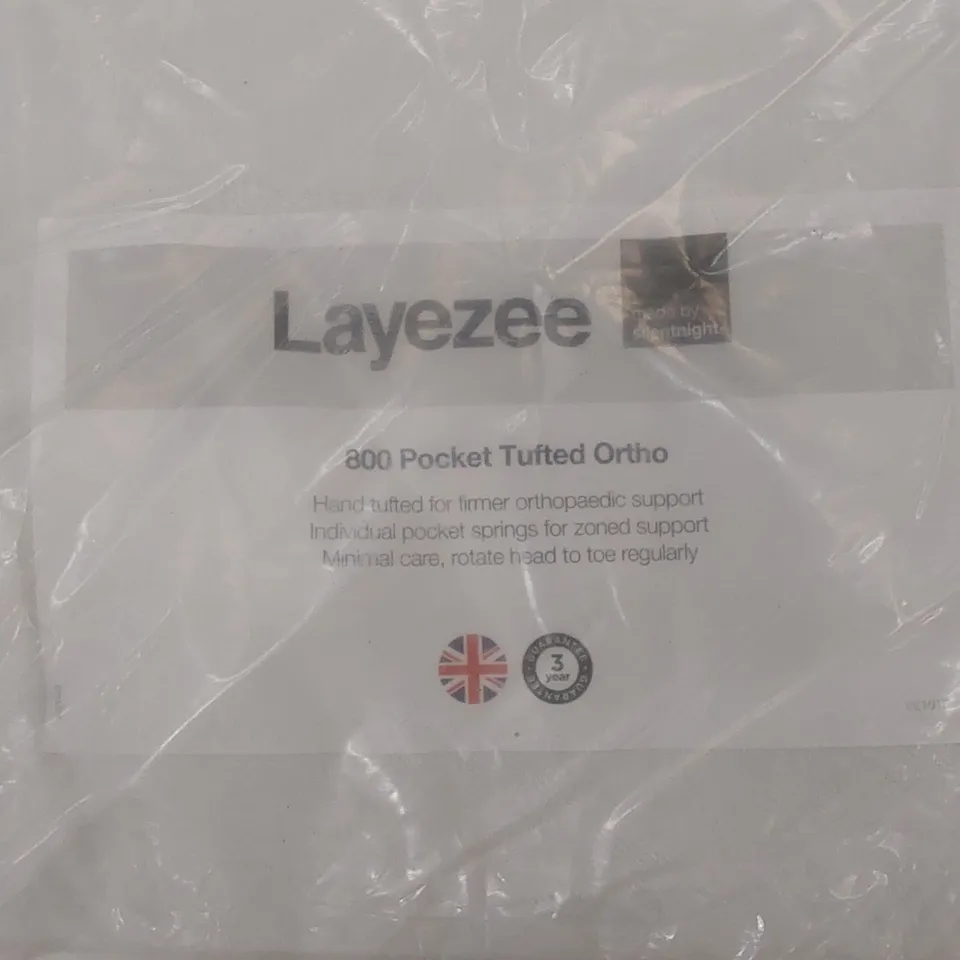 Layezee
made by
silentnight
800 Pocket Tufted Ortho
Hand tufted for firmer orthopaedic support
Individual pocket springs for zoned support
Minimal care, rotate head to toe regularly
GUARANTEE
3
year
GUARANTEE